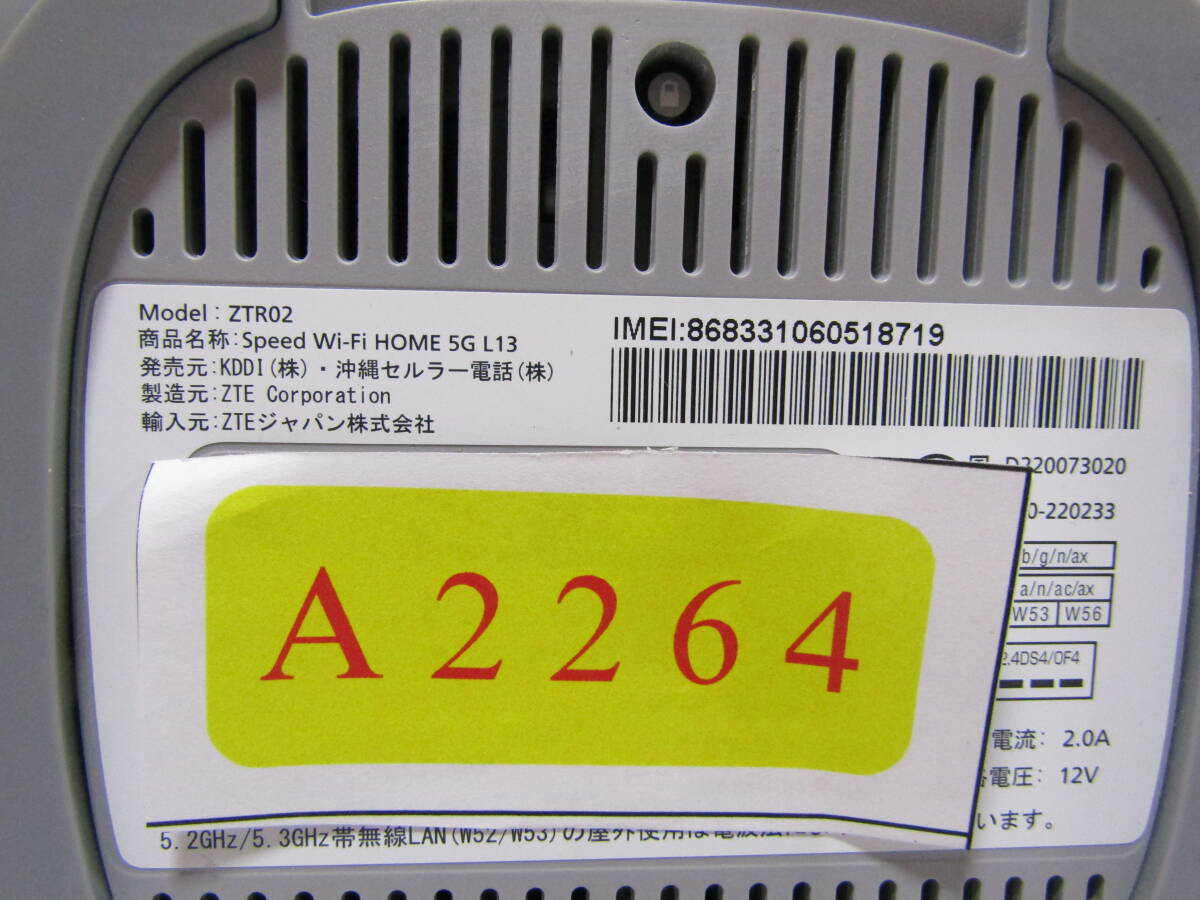 Model : ZTR02
商品名称:Speed Wi-Fi HOME 5G L13
発売元:KDDI(株)・沖縄セルラー電話(株)
製造元:ZTE Corporation
輸入元:ZTEジャパン株式会社
IMEI:868331060518719
D220073020
0-220233
b/g/n/ax
a/n/ac/ax
W53 W56
2.4DS4/OF4
電流: 2.0A
電圧: 12V
A2264
5.2GHz/5.3GHz帯無線LAN(W52/W53)の屋外使用は電波法に
います。